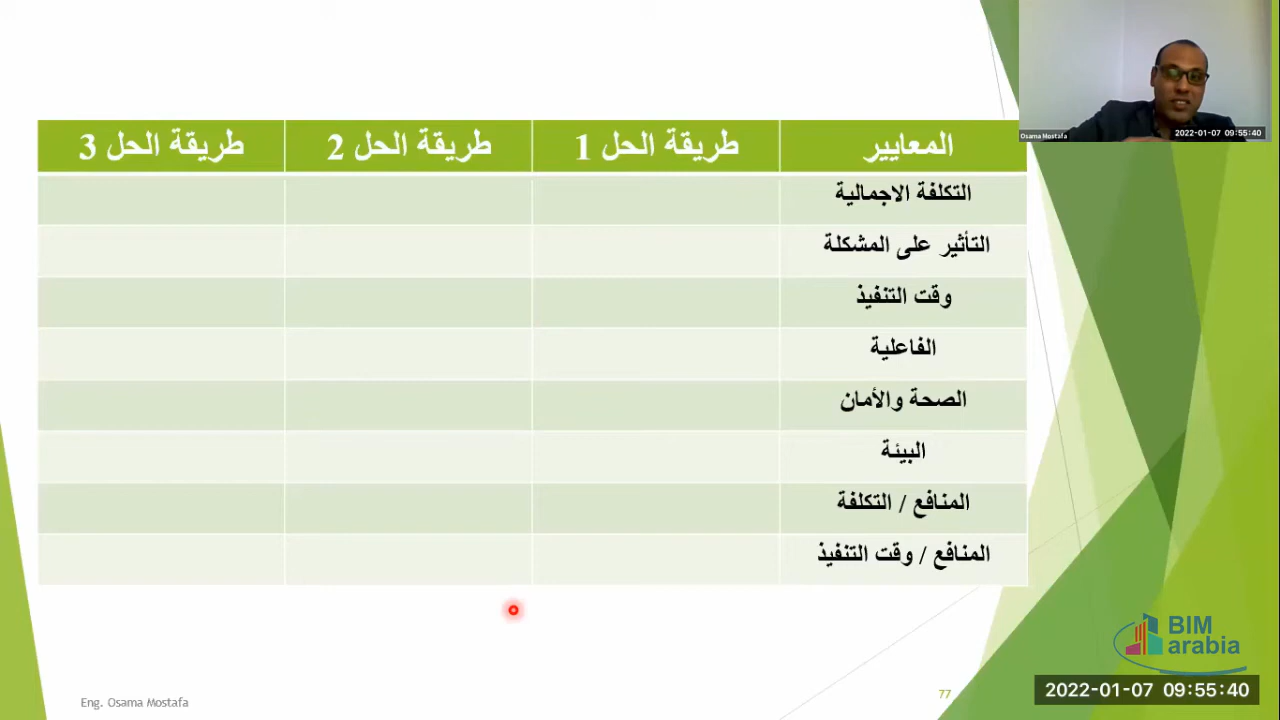 Osama Mostafa
2022-01-07 09:55:40
المعايير طريقة الحل 1 طريقة الحل 2 طريقة الحل 3
التكلفة الاجمالية
التأثير على المشكلة
وقت التنفيذ
الفاعلية
الصحة والأمان
البيئة
المنافع / التكلفة
المنافع / وقت التنفيذ
BIM
arabia
Eng. Osama Mostafa
77
2022-01-07 09:55:40